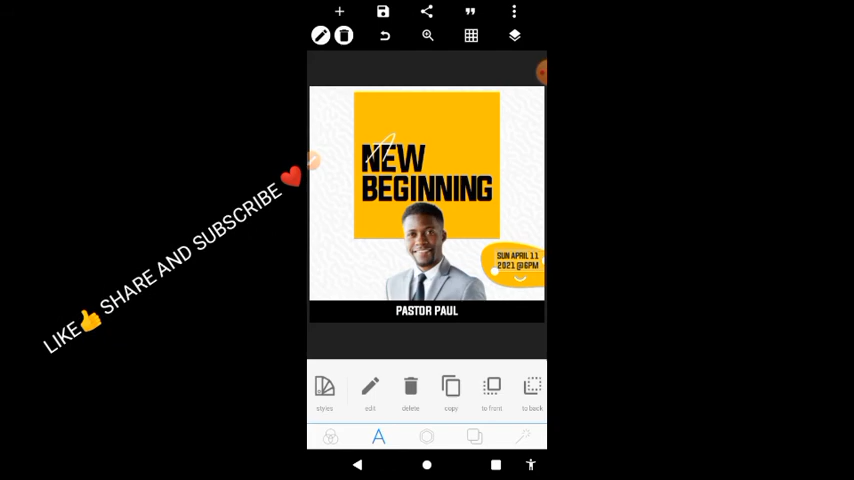 LIKE👍 SHARE AND SUBSCRIBE ❤️
A
NEW
BEGINNING
SUN APRIL 11
2021 @6PM
PASTOR PAUL
styles
edit
delete
copy
to front
to back
A